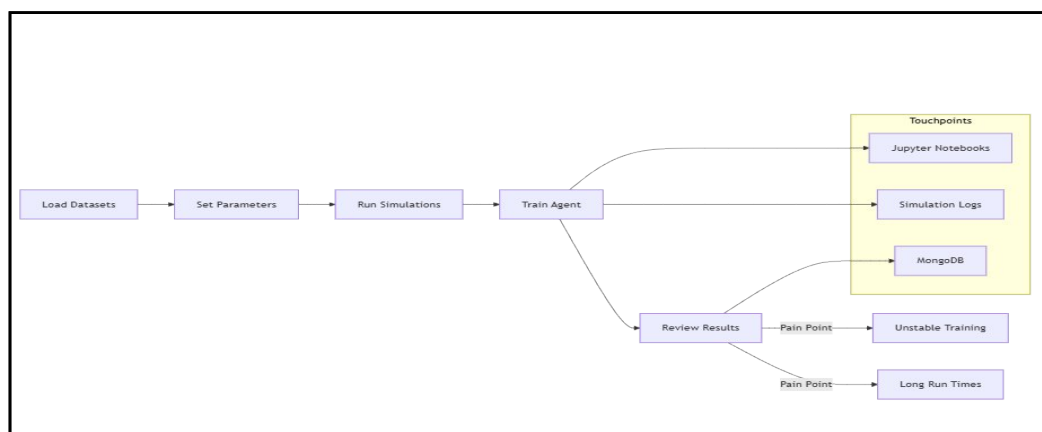 Touchpoints
Jupyter Notebooks
Load Datasets
Set Parameters
Run Simulations
Train Agent
Simulation Logs
MongoDB
Review Results
Pain Point
Unstable Training
Pain Point
Long Run Times